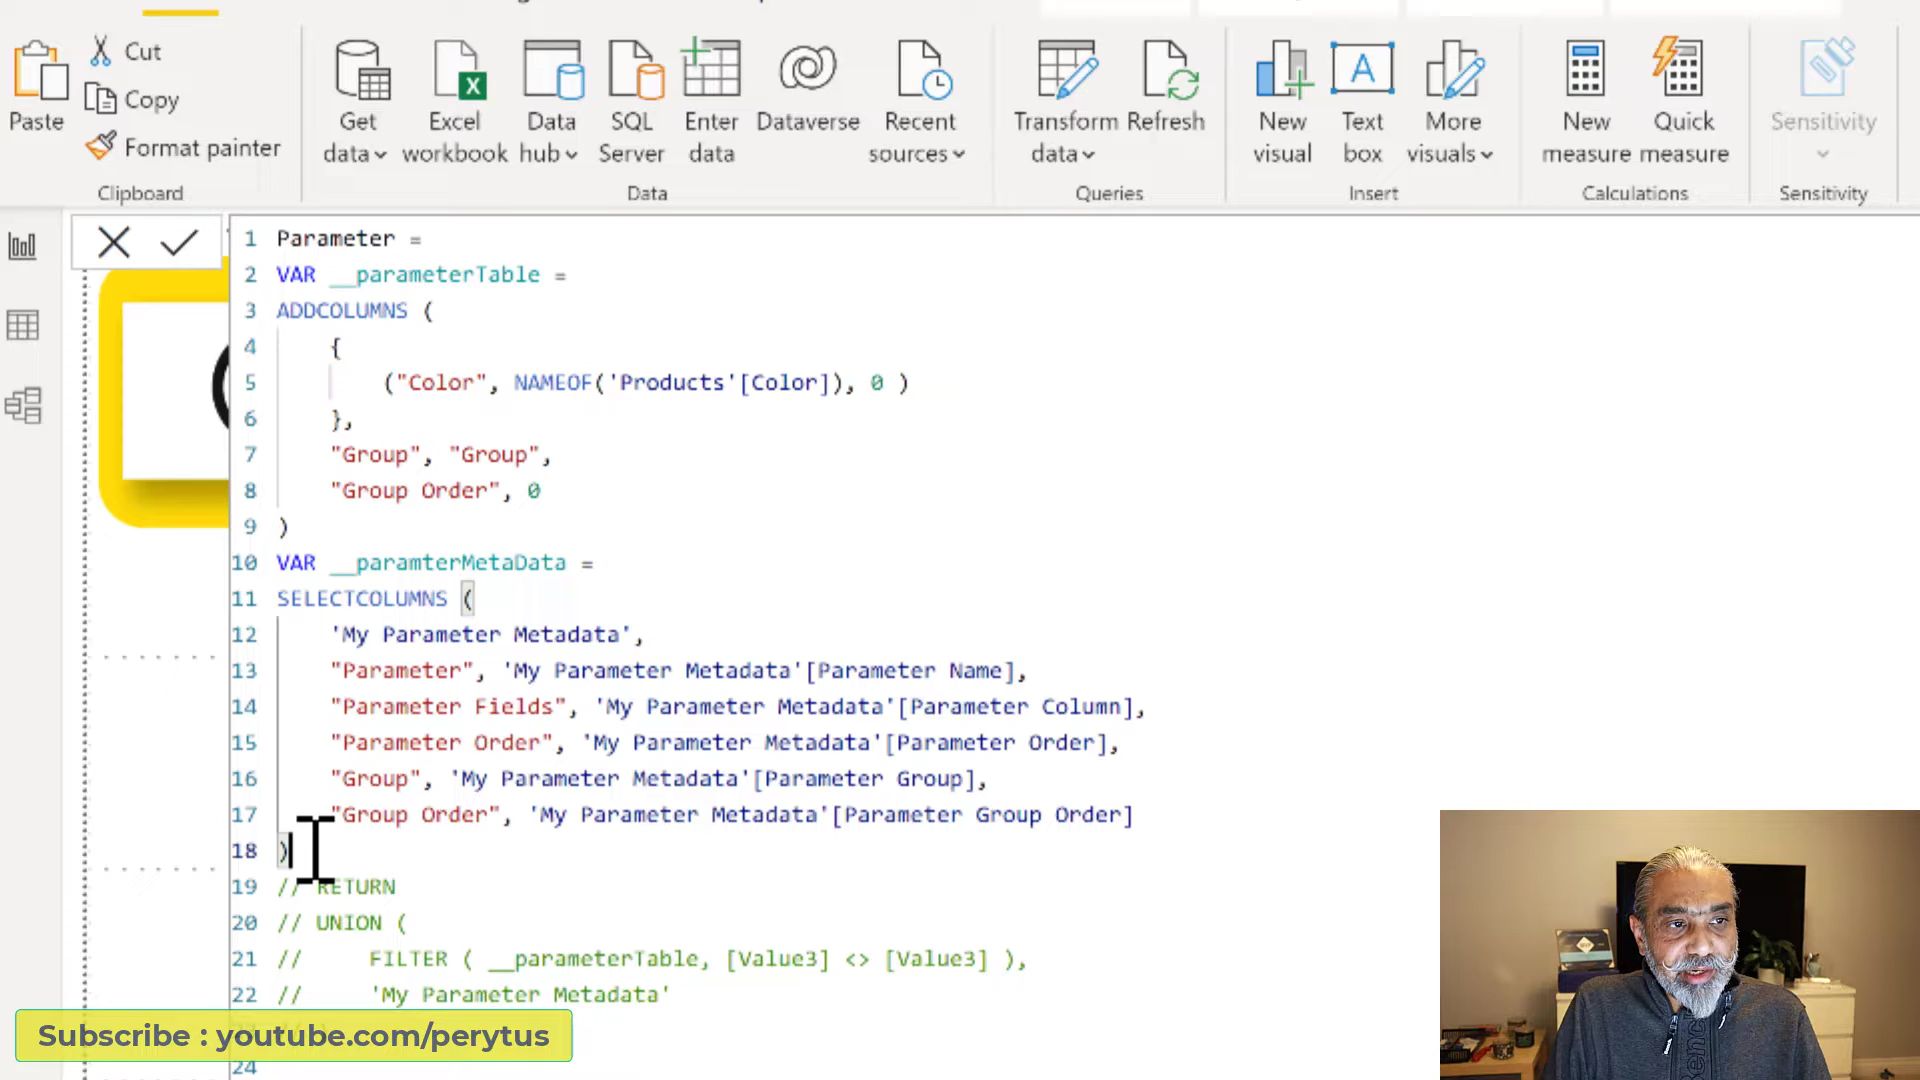 Cut
Copy
Format painter
Paste
Clipboard
Get data
Excel workbook
Data hub
SQL Server
Enter data
Dataverse
Recent sources
Data
Transform data
Refresh
Queries
New visual
Text box
More visuals
Insert
New measure
Quick measure
Calculations
Sensitivity
Sensitivity
1 Parameter =
2 VAR __parameterTable =
3 ADDCOLUMNS (
4 {
5 ("Color", NAMEOF('Products'[Color]), 0 )
6 },
7 "Group", "Group",
8 "Group Order", 0
9 )
10 VAR __paramterMetaData =
11 SELECTCOLUMNS (
12 'My Parameter Metadata',
13 "Parameter", 'My Parameter Metadata'[Parameter Name],
14 "Parameter Fields", 'My Parameter Metadata'[Parameter Column],
15 "Parameter Order", 'My Parameter Metadata'[Parameter Order],
16 "Group", 'My Parameter Metadata'[Parameter Group],
17 "Group Order", 'My Parameter Metadata'[Parameter Group Order]
18 )
19 // RETURN
20 // UNION (
21 // FILTER ( __parameterTable, [Value3] <> [Value3] ),
22 // 'My Parameter Metadata'
24
Subscribe : youtube.com/perytus